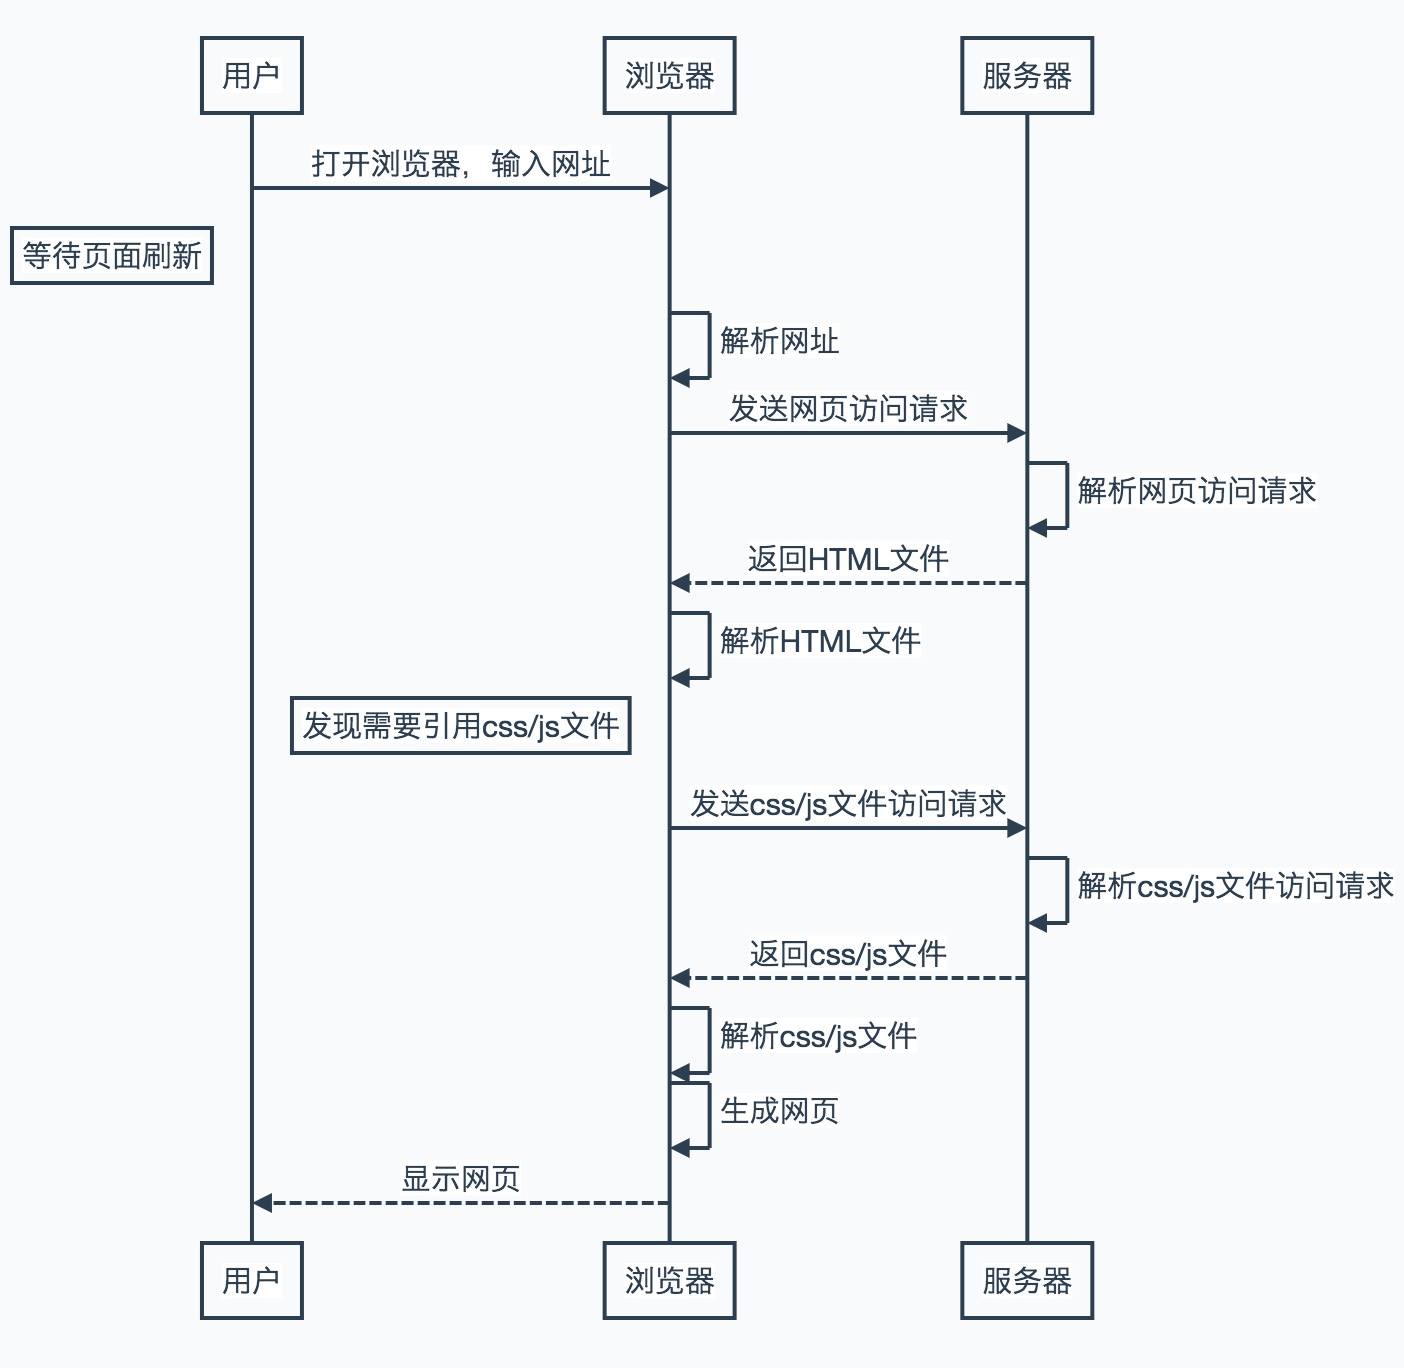 用户
浏览器
服务器
打开浏览器，输入网址
等待页面刷新
解析网址
发送网页访问请求
解析网页访问请求
返回HTML文件
解析HTML文件
发现需要引用css/js文件
发送css/js文件访问请求
解析css/js文件访问请求
返回css/js文件
解析css/js文件
生成网页
显示网页
用户
浏览器
服务器